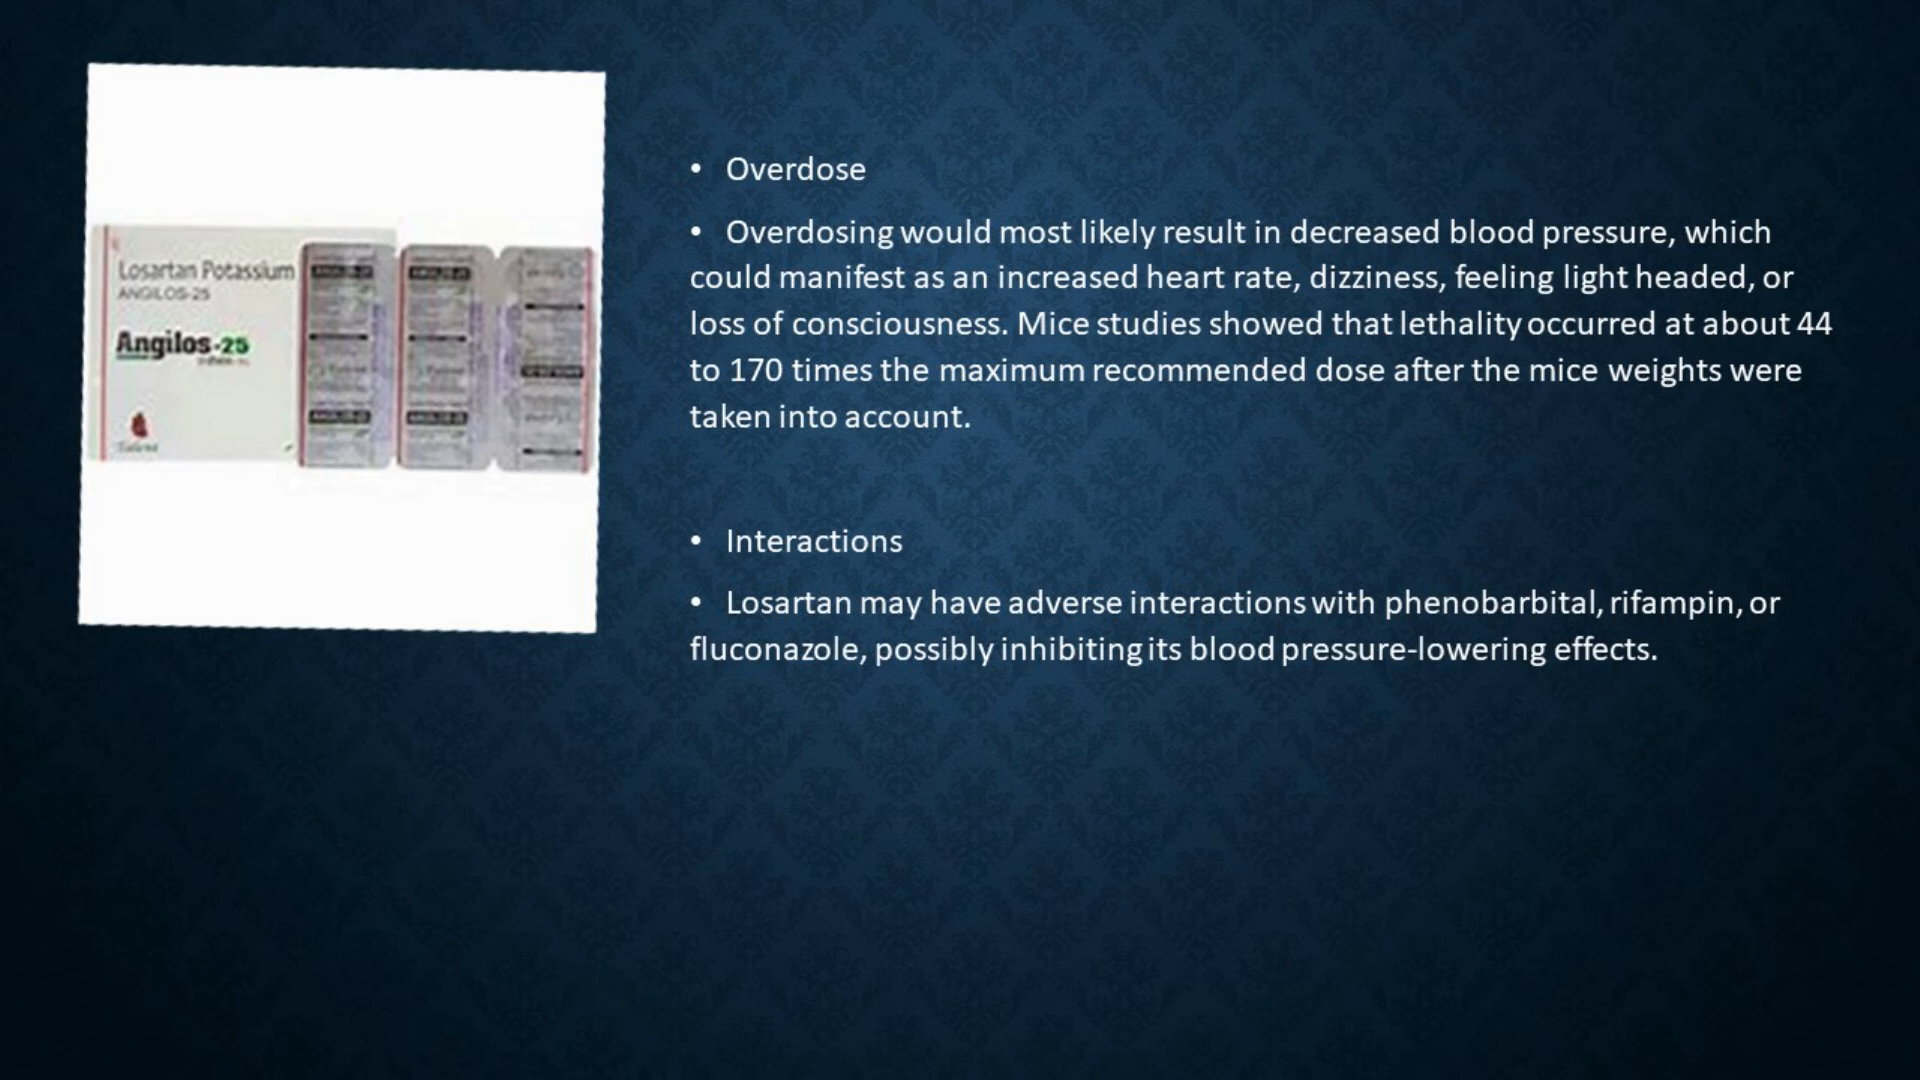 Losartan Potassium
ANGILOS-25
Angilos-25
• Overdose
• Overdosing would most likely result in decreased blood pressure, which
could manifest as an increased heart rate, dizziness, feeling light headed, or
loss of consciousness. Mice studies showed that lethality occurred at about 44
to 170 times the maximum recommended dose after the mice weights were
taken into account.
• Interactions
• Losartan may have adverse interactions with phenobarbital, rifampin, or
fluconazole, possibly inhibiting its blood pressure-lowering effects.